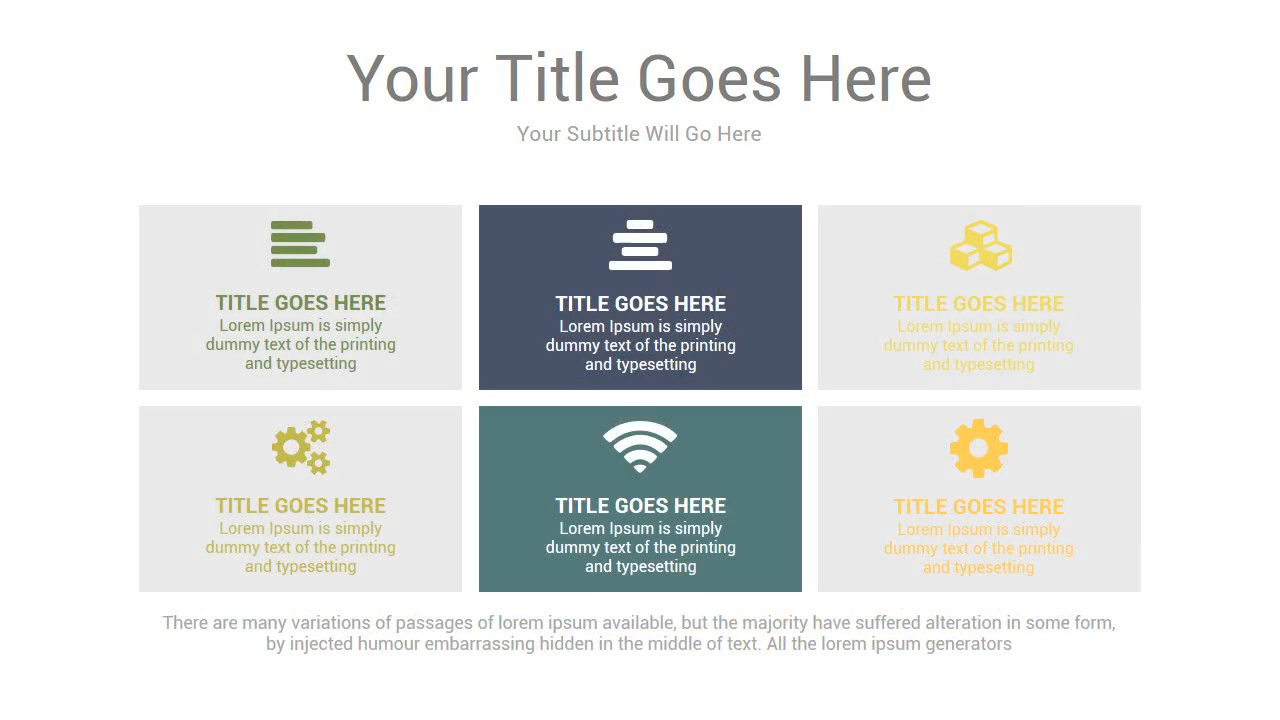 Your Title Goes Here
Your Subtitle Will Go Here
TITLE GOES HERE
Lorem Ipsum is simply
dummy text of the printing
and typesetting
TITLE GOES HERE
Lorem Ipsum is simply
dummy text of the printing
and typesetting
TITLE GOES HERE
Lorem Ipsum is simply
dummy text of the printing
and typesetting
TITLE GOES HERE
Lorem Ipsum is simply
dummy text of the printing
and typesetting
TITLE GOES HERE
Lorem Ipsum is simply
dummy text of the printing
and typesetting
TITLE GOES HERE
Lorem Ipsum is simply
dummy text of the printing
and typesetting
There are many variations of passages of lorem ipsum available, but the majority have suffered alteration in some form,
by injected humour embarrassing hidden in the middle of text. All the lorem ipsum generators